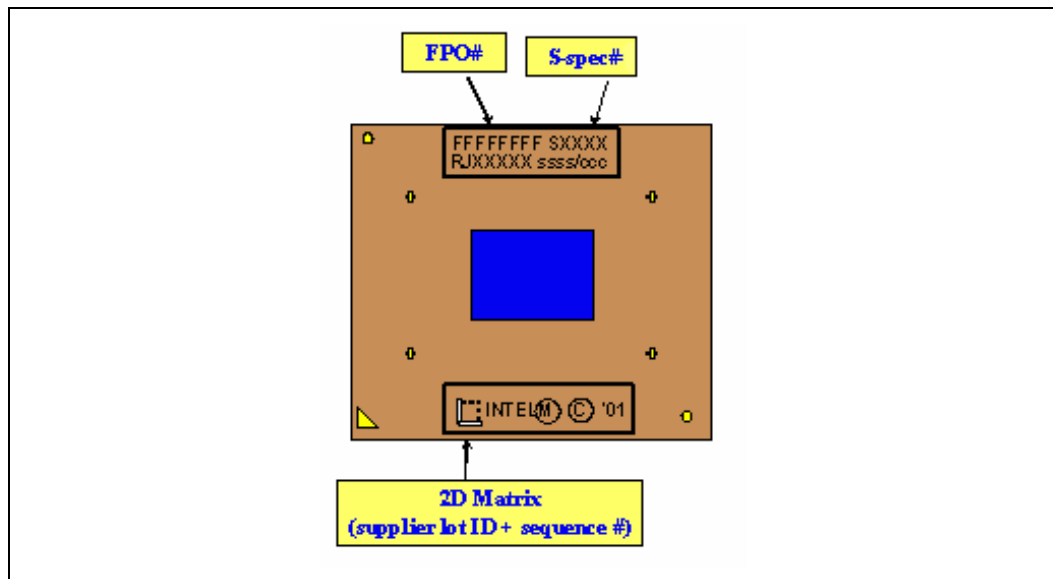 FPO# S-spec#
FFFFFFFF SXXXX
RJXXXXX ssss/ccc
INTEL M C '01
2D Matrix
(supplier lot ID + sequence #)